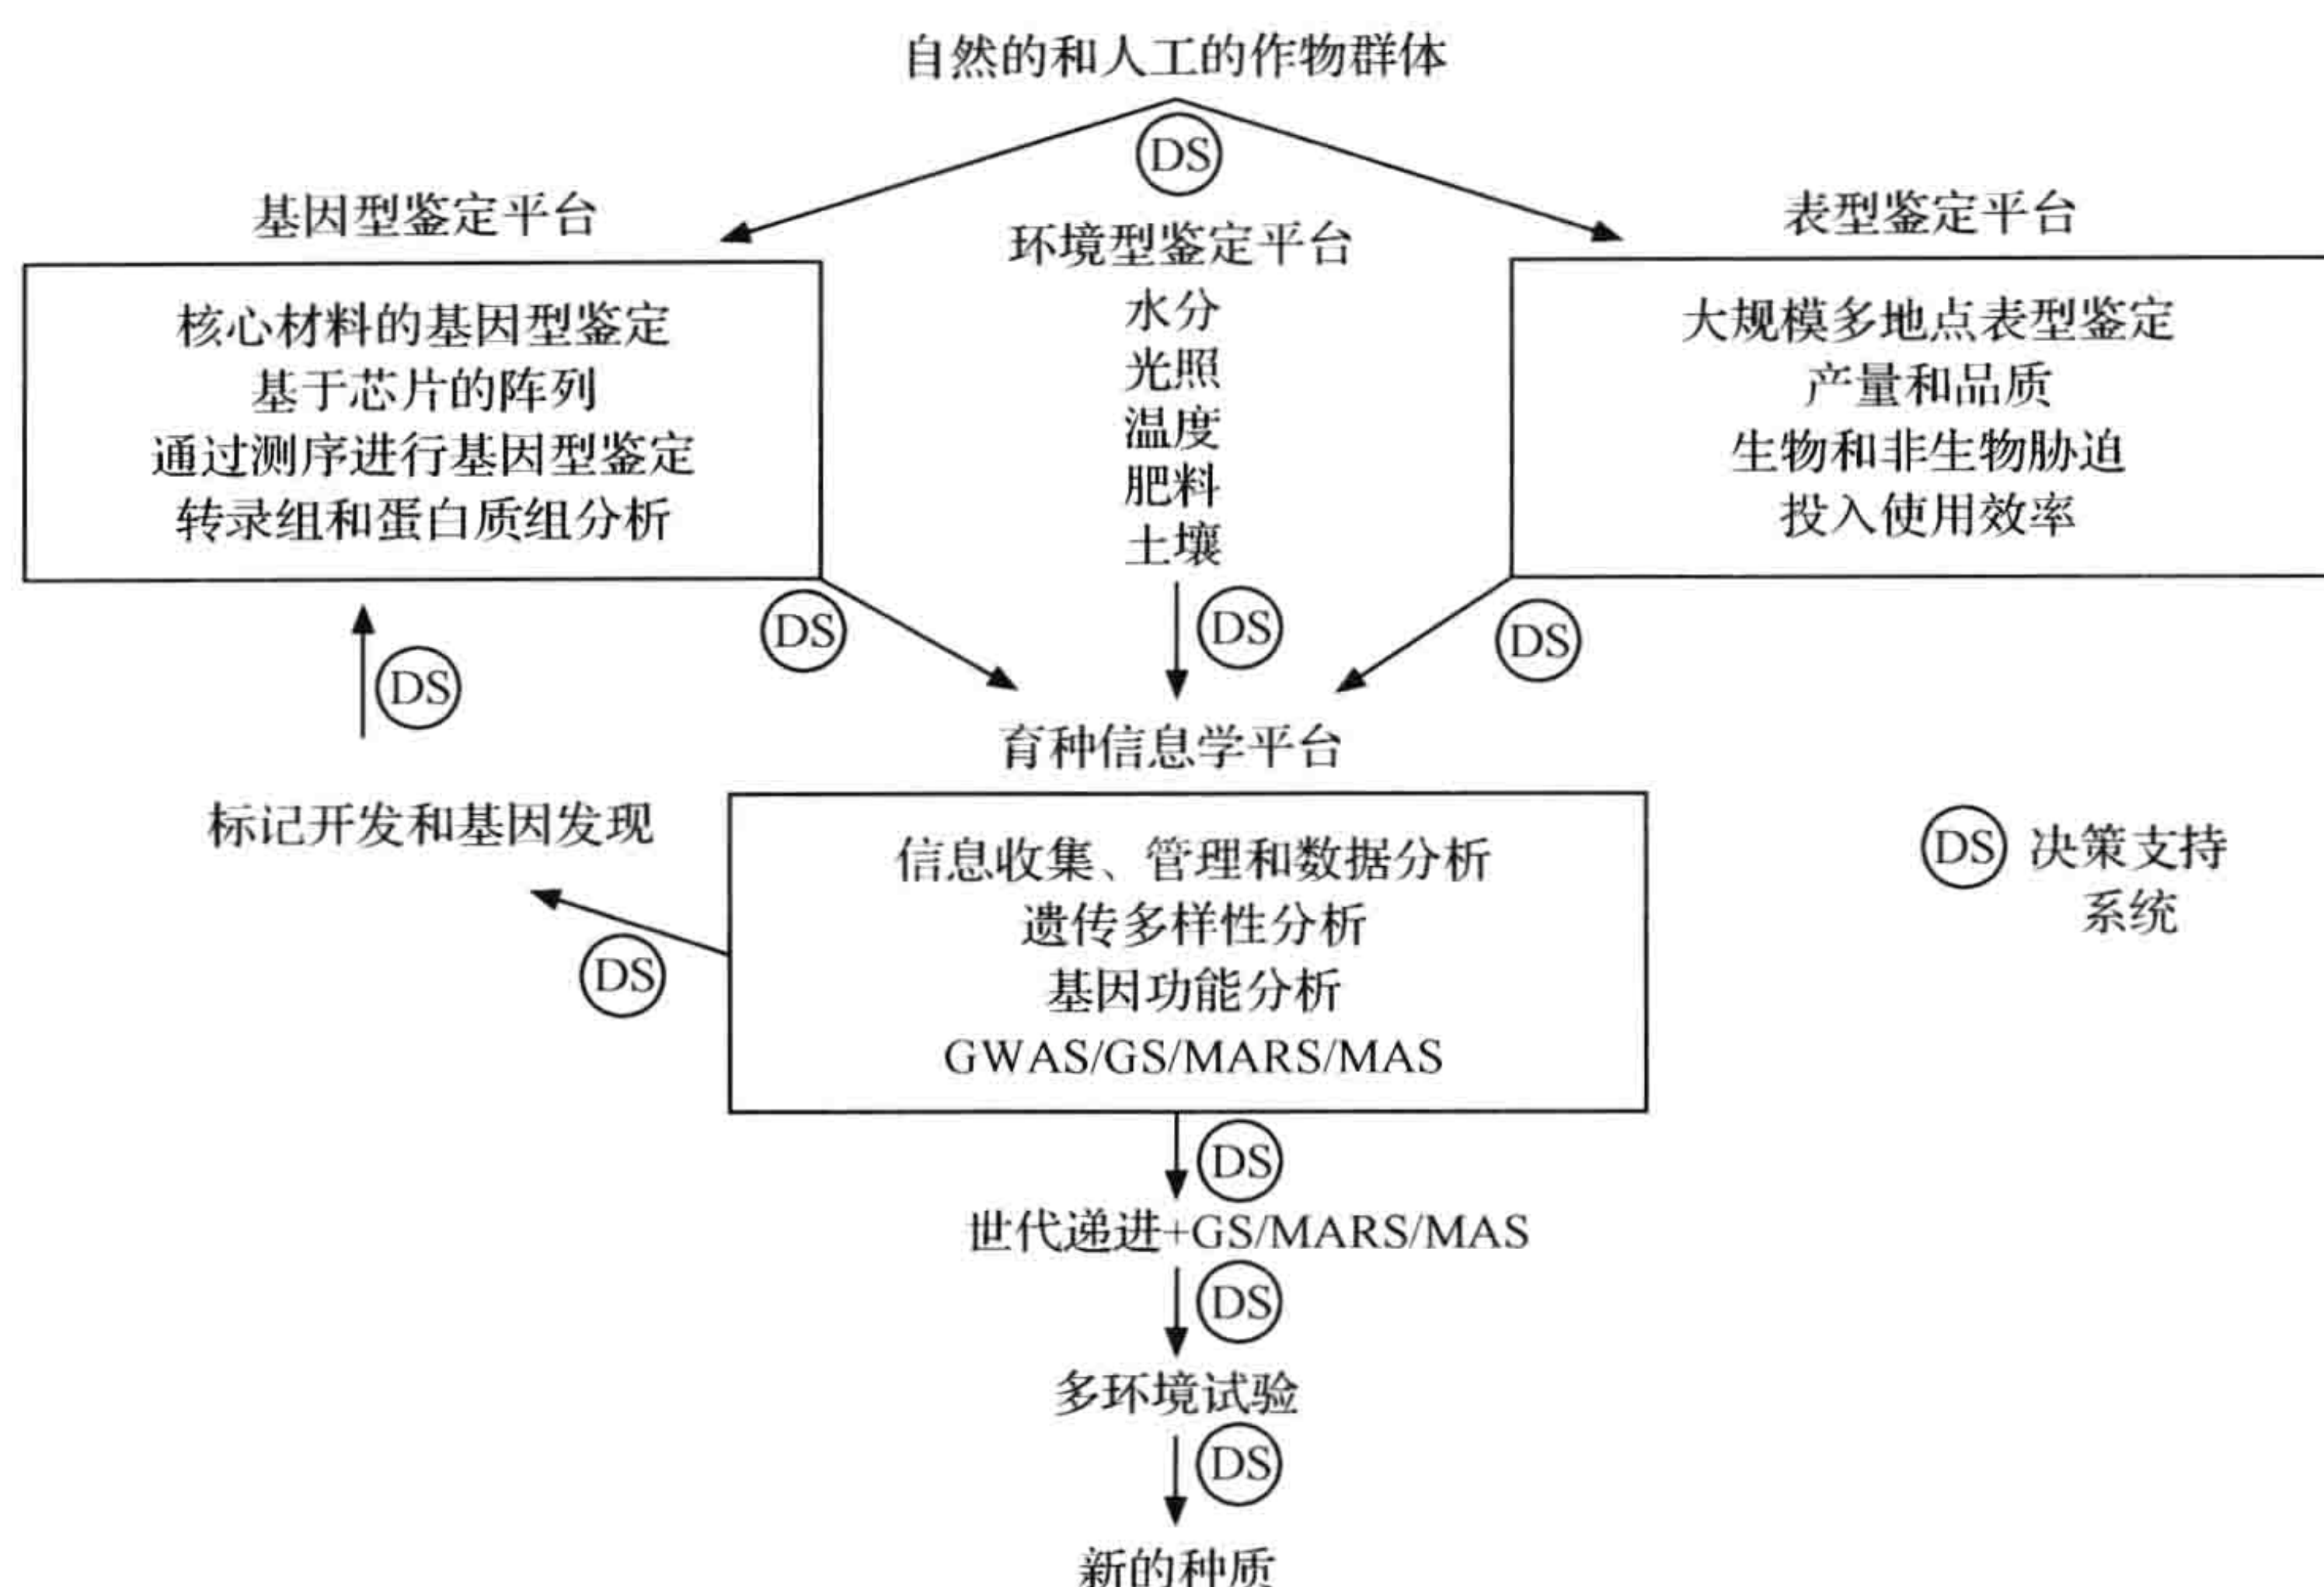 自然的和人工的作物群体
DS
基因型鉴定平台
核心材料的基因型鉴定
基于芯片的阵列
通过测序进行基因型鉴定
转录组和蛋白质组分析
环境型鉴定平台
水分
光照
温度
肥料
土壤
表型鉴定平台
大规模多地点表型鉴定
产量和品质
生物和非生物胁迫
投入使用效率
DS
DS
DS
DS
育种信息学平台
标记开发和基因发现
信息收集、管理和数据分析
遗传多样性分析
基因功能分析
GWAS/GS/MARS/MAS
DS 决策支持
系统
DS
DS
世代递进+GS/MARS/MAS
DS
多环境试验
DS
新的种质